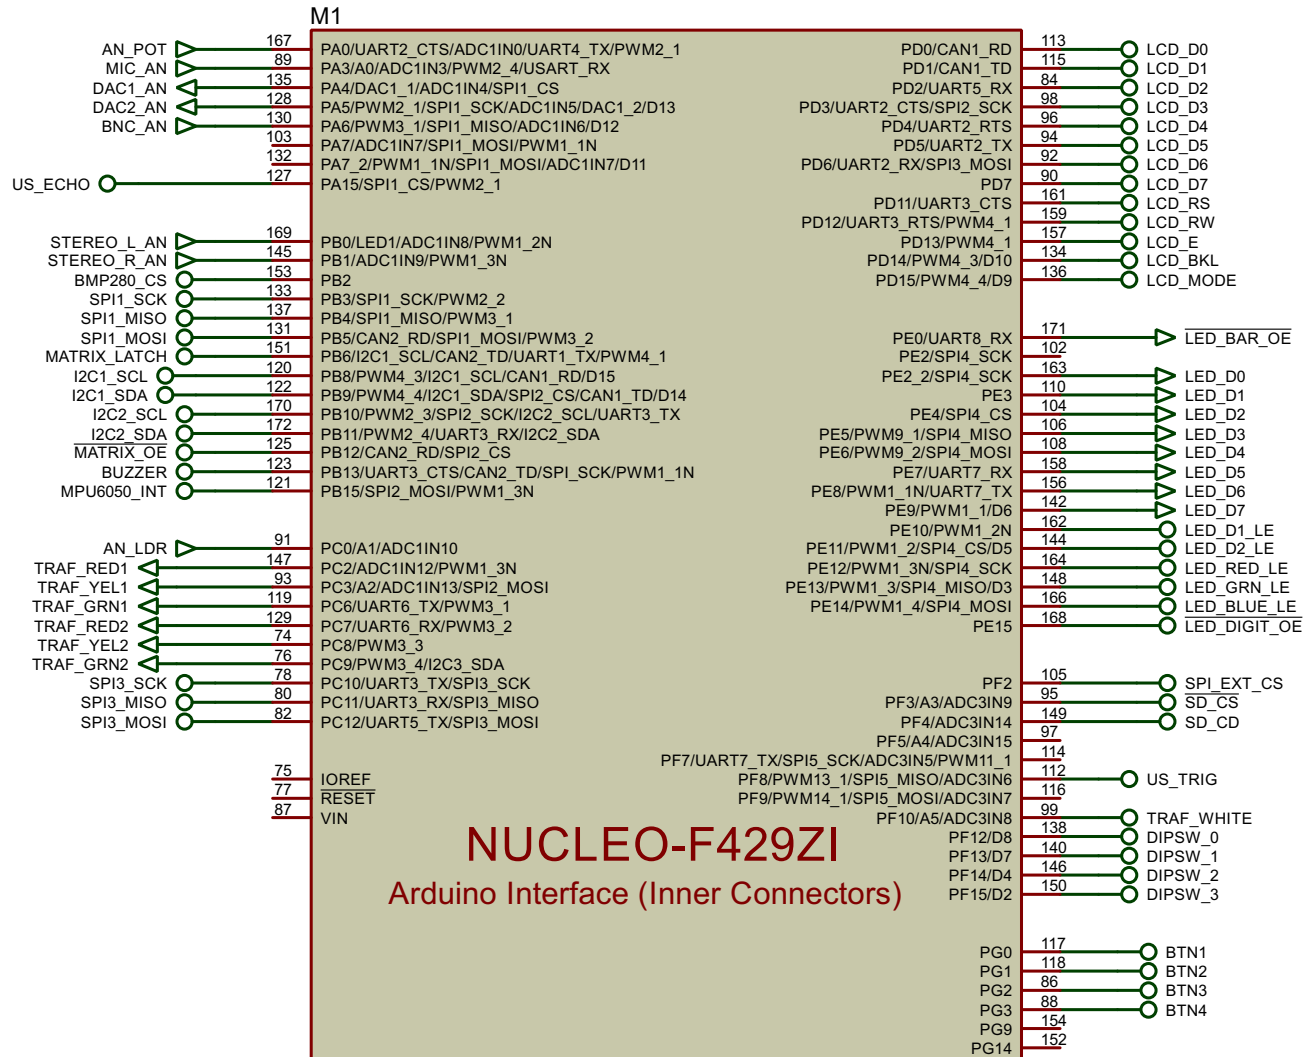 M1
AN_POT 167 PA0/UART2_CTS/ADC1IN0/UART4_TX/PWM2_1
MIC_AN 89 PA3/A0/ADC1IN3/PWM2_4/USART_RX
DAC1_AN 135 PA4/DAC1_1/ADC1IN4/SPI1_CS
DAC2_AN 128 PA5/PWM2_1/SPI1_SCK/ADC1IN5/DAC1_2/D13
BNC_AN 130 PA6/PWM3_1/SPI1_MISO/ADC1IN6/D12
103 PA7/ADC1IN7/SPI1_MOSI/PWM1_1N
132 PA7_2/PWM1_1N/SPI1_MOSI/ADC1IN7/D11
US_ECHO 127 PA15/SPI1_CS/PWM2_1
STEREO_L_AN 169 PB0/LED1/ADC1IN8/PWM1_2N
STEREO_R_AN 145 PB1/ADC1IN9/PWM1_3N
BMP280_CS 153 PB2
SPI1_SCK 133 PB3/SPI1_SCK/PWM2_2
SPI1_MISO 137 PB4/SPI1_MISO/PWM3_1
SPI1_MOSI 131 PB5/CAN2_RD/SPI1_MOSI/PWM3_2
MATRIX_LATCH 151 PB6/I2C1_SCL/CAN2_TD/UART1_TX/PWM4_1
I2C1_SCL 120 PB8/PWM4_3/I2C1_SCL/CAN1_RD/D15
I2C1_SDA 122 PB9/PWM4_4/I2C1_SDA/SPI2_CS/CAN1_TD/D14
I2C2_SCL 170 PB10/PWM2_3/SPI2_SCK/I2C2_SCL/UART3_TX
I2C2_SDA 172 PB11/PWM2_4/UART3_RX/I2C2_SDA
MATRIX_OE 125 PB12/CAN2_RD/SPI2_CS
BUZZER 123 PB13/UART3_CTS/CAN2_TD/SPI_SCK/PWM1_1N
MPU6050_INT 121 PB15/SPI2_MOSI/PWM1_3N
AN_LDR 91 PC0/A1/ADC1IN10
TRAF_RED1 147 PC2/ADC1IN12/PWM1_3N
TRAF_YEL1 93 PC3/A2/ADC1IN13/SPI2_MOSI
TRAF_GRN1 119 PC6/UART6_TX/PWM3_1
TRAF_RED2 129 PC7/UART6_RX/PWM3_2
TRAF_YEL2 74 PC8/PWM3_3
TRAF_GRN2 76 PC9/PWM3_4/I2C3_SDA
SPI3_SCK 78 PC10/UART3_TX/SPI3_SCK
SPI3_MISO 80 PC11/UART3_RX/SPI3_MISO
SPI3_MOSI 82 PC12/UART5_TX/SPI3_MOSI
75 IOREF
77 RESET
87 VIN
PD0/CAN1_RD 113 LCD_D0
PD1/CAN1_TD 115 LCD_D1
PD2/UART5_RX 84 LCD_D2
PD3/UART2_CTS/SPI2_SCK 98 LCD_D3
PD4/UART2_RTS 96 LCD_D4
PD5/UART2_TX 94 LCD_D5
PD6/UART2_RX/SPI3_MOSI 92 LCD_D6
PD7 90 LCD_D7
PD11/UART3_CTS 161 LCD_RS
PD12/UART3_RTS/PWM4_1 159 LCD_RW
PD13/PWM4_1 157 LCD_E
PD14/PWM4_3/D10 134 LCD_BKL
PD15/PWM4_4/D9 136 LCD_MODE
PE0/UART8_RX 171 LED_BAR_OE
PE2/SPI4_SCK 102
PE2_2/SPI4_SCK 163 LED_D0
PE3 110 LED_D1
PE4/SPI4_CS 104 LED_D2
PE5/PWM9_1/SPI4_MISO 106 LED_D3
PE6/PWM9_2/SPI4_MOSI 108 LED_D4
PE7/UART7_RX 158 LED_D5
PE8/PWM1_1N/UART7_TX 156 LED_D6
PE9/PWM1_1/D6 142 LED_D7
PE10/PWM1_2N 162 LED_D1_LE
PE11/PWM1_2/SPI4_CS/D5 144 LED_D2_LE
PE12/PWM1_3N/SPI4_SCK 164 LED_RED_LE
PE13/PWM1_3/SPI4_MISO/D3 148 LED_GRN_LE
PE14/PWM1_4/SPI4_MOSI 166 LED_BLUE_LE
PE15 168 LED_DIGIT_OE
PF2 105 SPI_EXT_CS
PF3/A3/ADC3IN9 95 SD_CS
PF4/ADC3IN14 149 SD_CD
PF5/A4/ADC3IN15 97
PF7/UART7_TX/SPI5_SCK/ADC3IN5/PWM11_1 114
PF8/PWM13_1/SPI5_MISO/ADC3IN6 112 US_TRIG
PF9/PWM14_1/SPI5_MOSI/ADC3IN7 116
PF10/A5/ADC3IN8 99 TRAF_WHITE
PF12/D8 138 DIPSW_0
PF13/D7 140 DIPSW_1
PF14/D4 146 DIPSW_2
PF15/D2 150 DIPSW_3
NUCLEO-F429ZI
Arduino Interface (Inner Connectors)
PG0 117 BTN1
PG1 118 BTN2
PG2 86 BTN3
PG3 88 BTN4
PG9 154
PG14 152